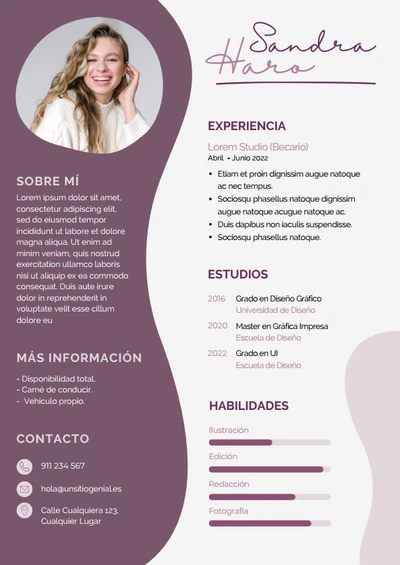 Sandra
Haro
SOBRE MÍ
Lorem ipsum dolor sit amet,
consectetur adipiscing elit,
sed do eiusmod tempor
incididunt ut labore et dolore
magna aliqua. Ut enim ad
minim veniam, quis nostrud
exercitation ullamco laboris
nisi ut aliquip ex ea commodo
consequat. Duis aute irure
dolor in reprehenderit in
voluptate velit esse cillum
dolore eu
MÁS INFORMACIÓN
- Disponibilidad total.
- Carné de conducir.
- Vehículo propio.
CONTACTO
911 234 567
hola@unsitiogenial.es
Calle Cualquiera 123,
Cualquier Lugar
EXPERIENCIA
Lorem Studio (Becario)
Abril - Junio 2022
• Etiam et proin dignissim augue natoque
ac nec tempus.
• Sociosqu phasellus natoque dignissim
augue natoque acugue natoque ac.
• Duis dapibus non iaculis suspendisse.
• Sociosqu phasellus natoque.
ESTUDIOS
2016 Grado en Diseño Gráfico
Universidad de Diseño
2020 Master en Gráfica Impresa
Escuela de Diseño
2022 Grado en UI
Escuela de Diseño
HABILIDADES
Ilustración
Edición
Redacción
Fotografía